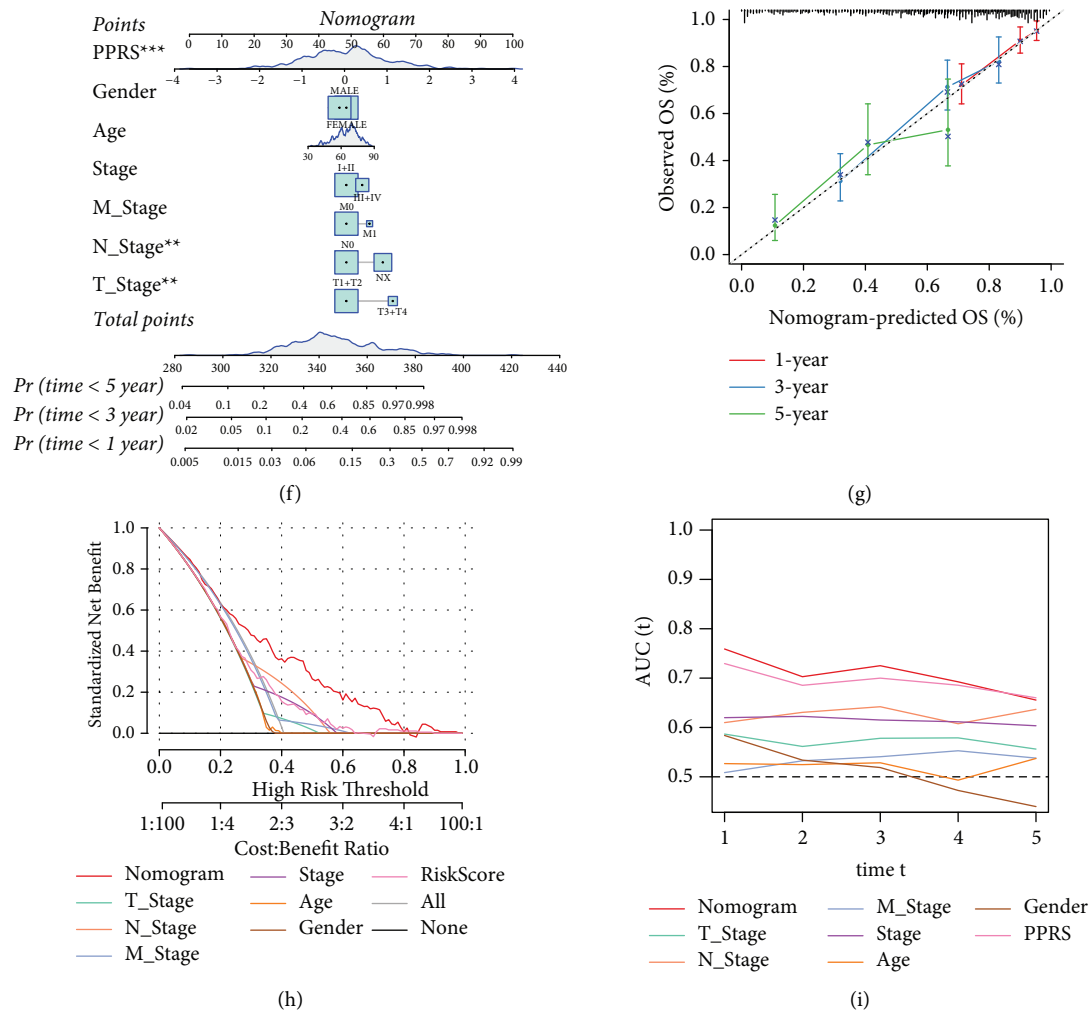 Points
Nomogram
0 10 20 30 40 50 60 70 80 90 100
PPRS***
−4 −3 −2 −1 0 1 2 3 4
Gender
MALE
FEMALE
Age
30 60 90
Stage
I+II
III+IV
M_Stage
M0
M1
N_Stage**
N0
NX
T_Stage**
T1+T2
T3+T4
Total points
280 300 320 340 360 380 400 420 440
Pr (time < 5 year)
0.04 0.1 0.2 0.4 0.6 0.85 0.97 0.998
Pr (time < 3 year)
0.02 0.05 0.1 0.2 0.4 0.6 0.85 0.97 0.998
Pr (time < 1 year)
0.005 0.015 0.03 0.06 0.15 0.3 0.5 0.7 0.92 0.99
(f)
Observed OS (%)
1.0
0.8
0.6
0.4
0.2
0.0
0.0 0.2 0.4 0.6 0.8 1.0
Nomogram-predicted OS (%)
1-year
3-year
5-year
(g)
Standardized Net Benefit
1.0
0.8
0.6
0.4
0.2
0.0
0.0 0.2 0.4 0.6 0.8 1.0
High Risk Threshold
1:100 1:4 2:3 3:2 4:1 100:1
Cost:Benefit Ratio
Nomogram Stage RiskScore
T_Stage Age All
N_Stage Gender None
M_Stage
(h)
AUC (t)
1.0
0.9
0.8
0.7
0.6
0.5
1 2 3 4 5
time t
Nomogram M_Stage Gender
T_Stage Stage PPRS
N_Stage Age
(i)